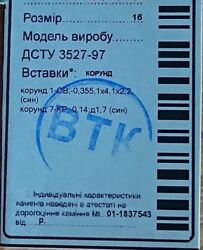 Розмір 16
Модель виробу
ДСТУ 3527-97
Вставки*: корунд
корунд 1-ОВ;-0,355,1х4,1х2,2
(син)
корунд 7-КР;-0,14;д1,7 (син)
ВТК
Індивідуальні характеристики
каменів наведені в атестаті на
дорогоцінне каміння №. 01-1837543
від Р.